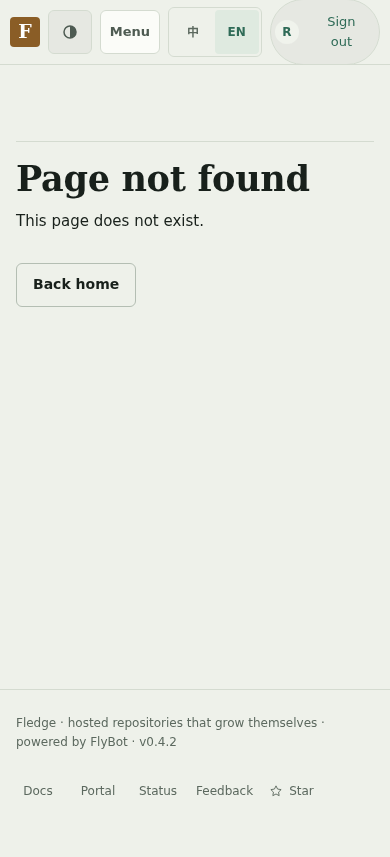 F Menu 中 EN R Sign
out
Page not found
This page does not exist.
Back home
Fledge · hosted repositories that grow themselves ·
powered by FlyBot · v0.4.2
Docs Portal Status Feedback Star